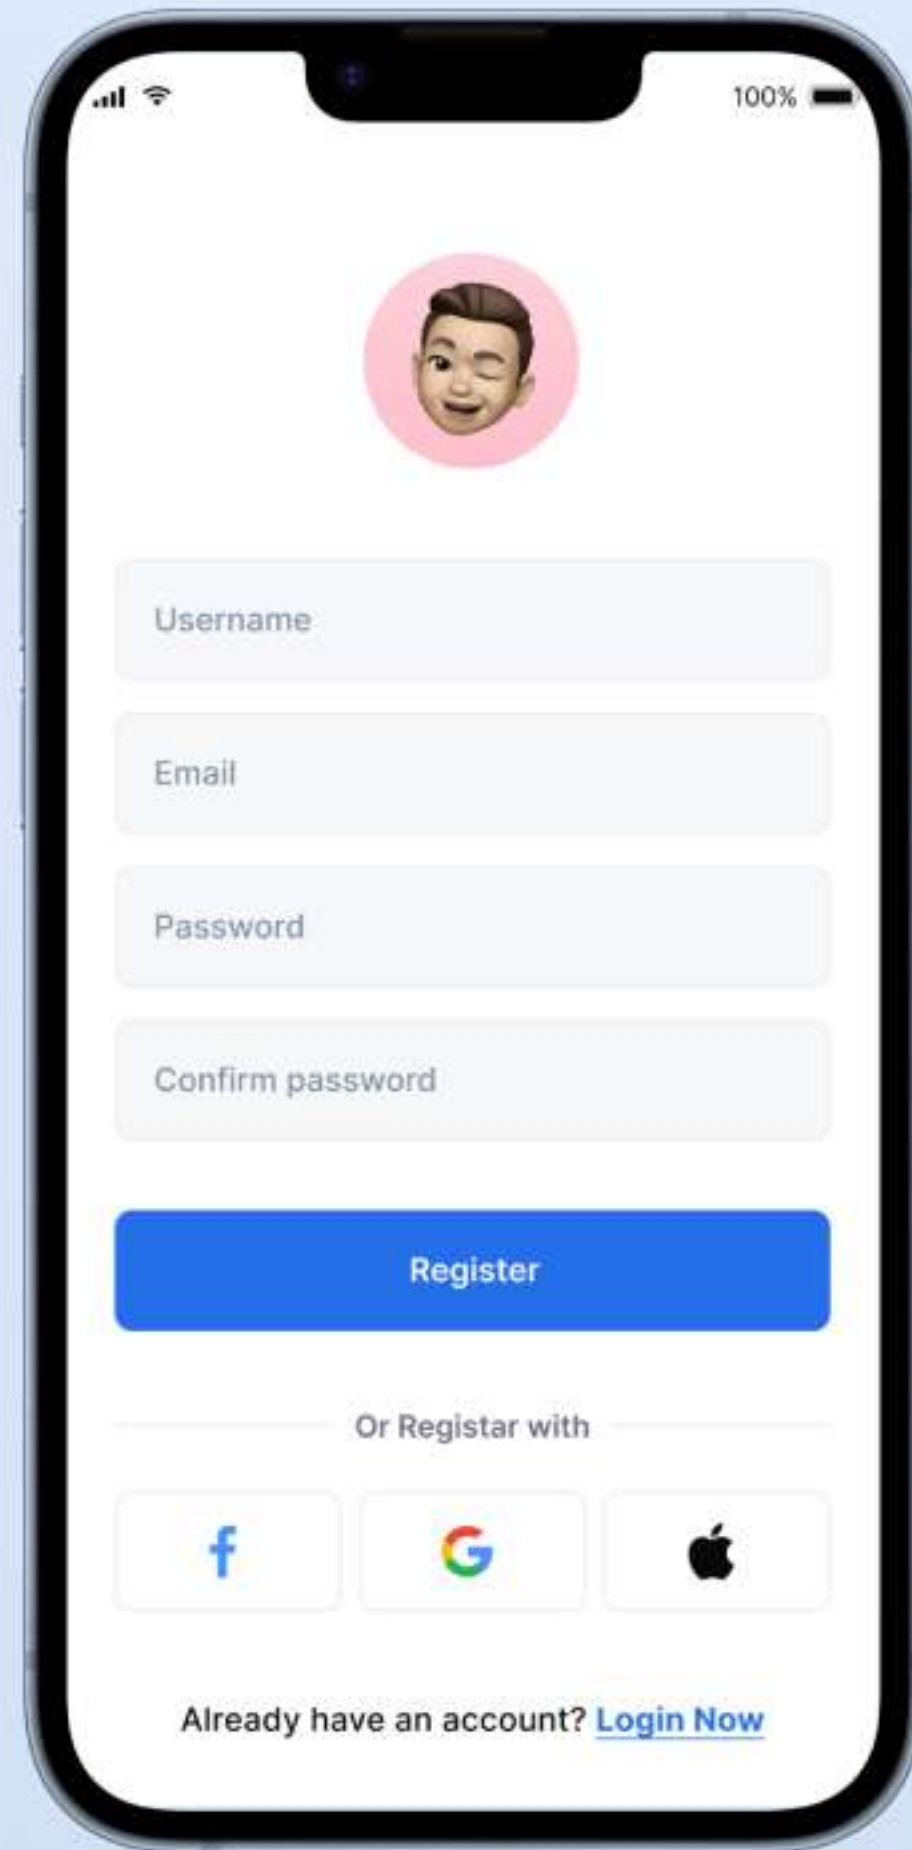 100%
Username
Email
Password
Confirm password
Register
Or Registar with
Already have an account? Login Now